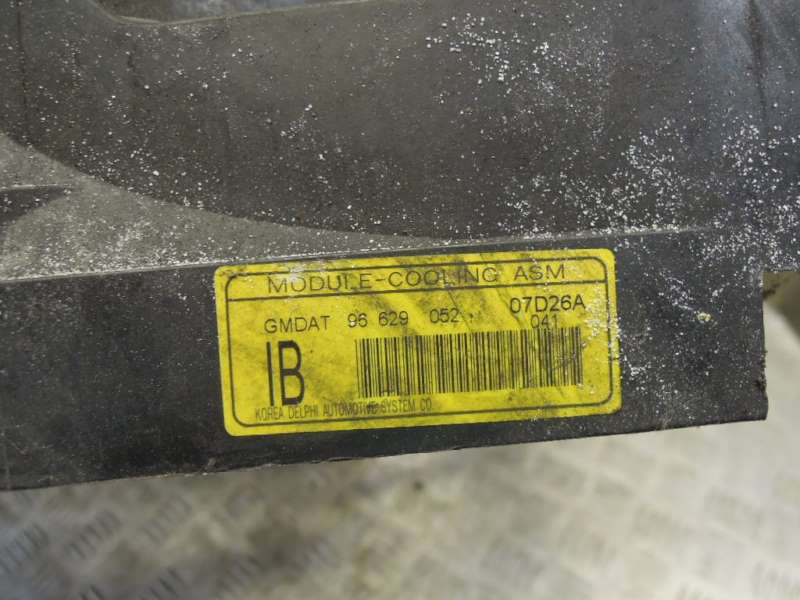 MODULE-COOLING ASM
GMDAT 96 629 052 07D26A
041
IB
KOREA DELPHI AUTOMOTIVE SYSTEM CO